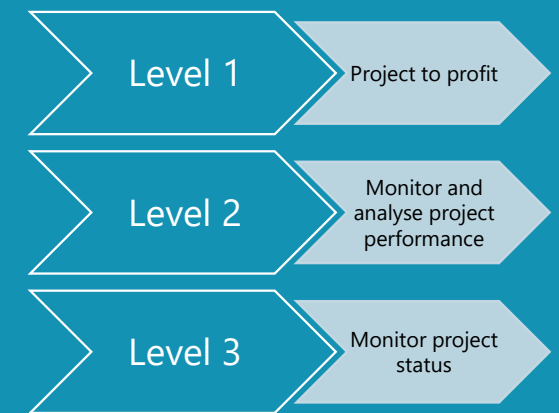 Level 1
Project to profit
Level 2
Monitor and
analyse project
performance
Level 3
Monitor project
status